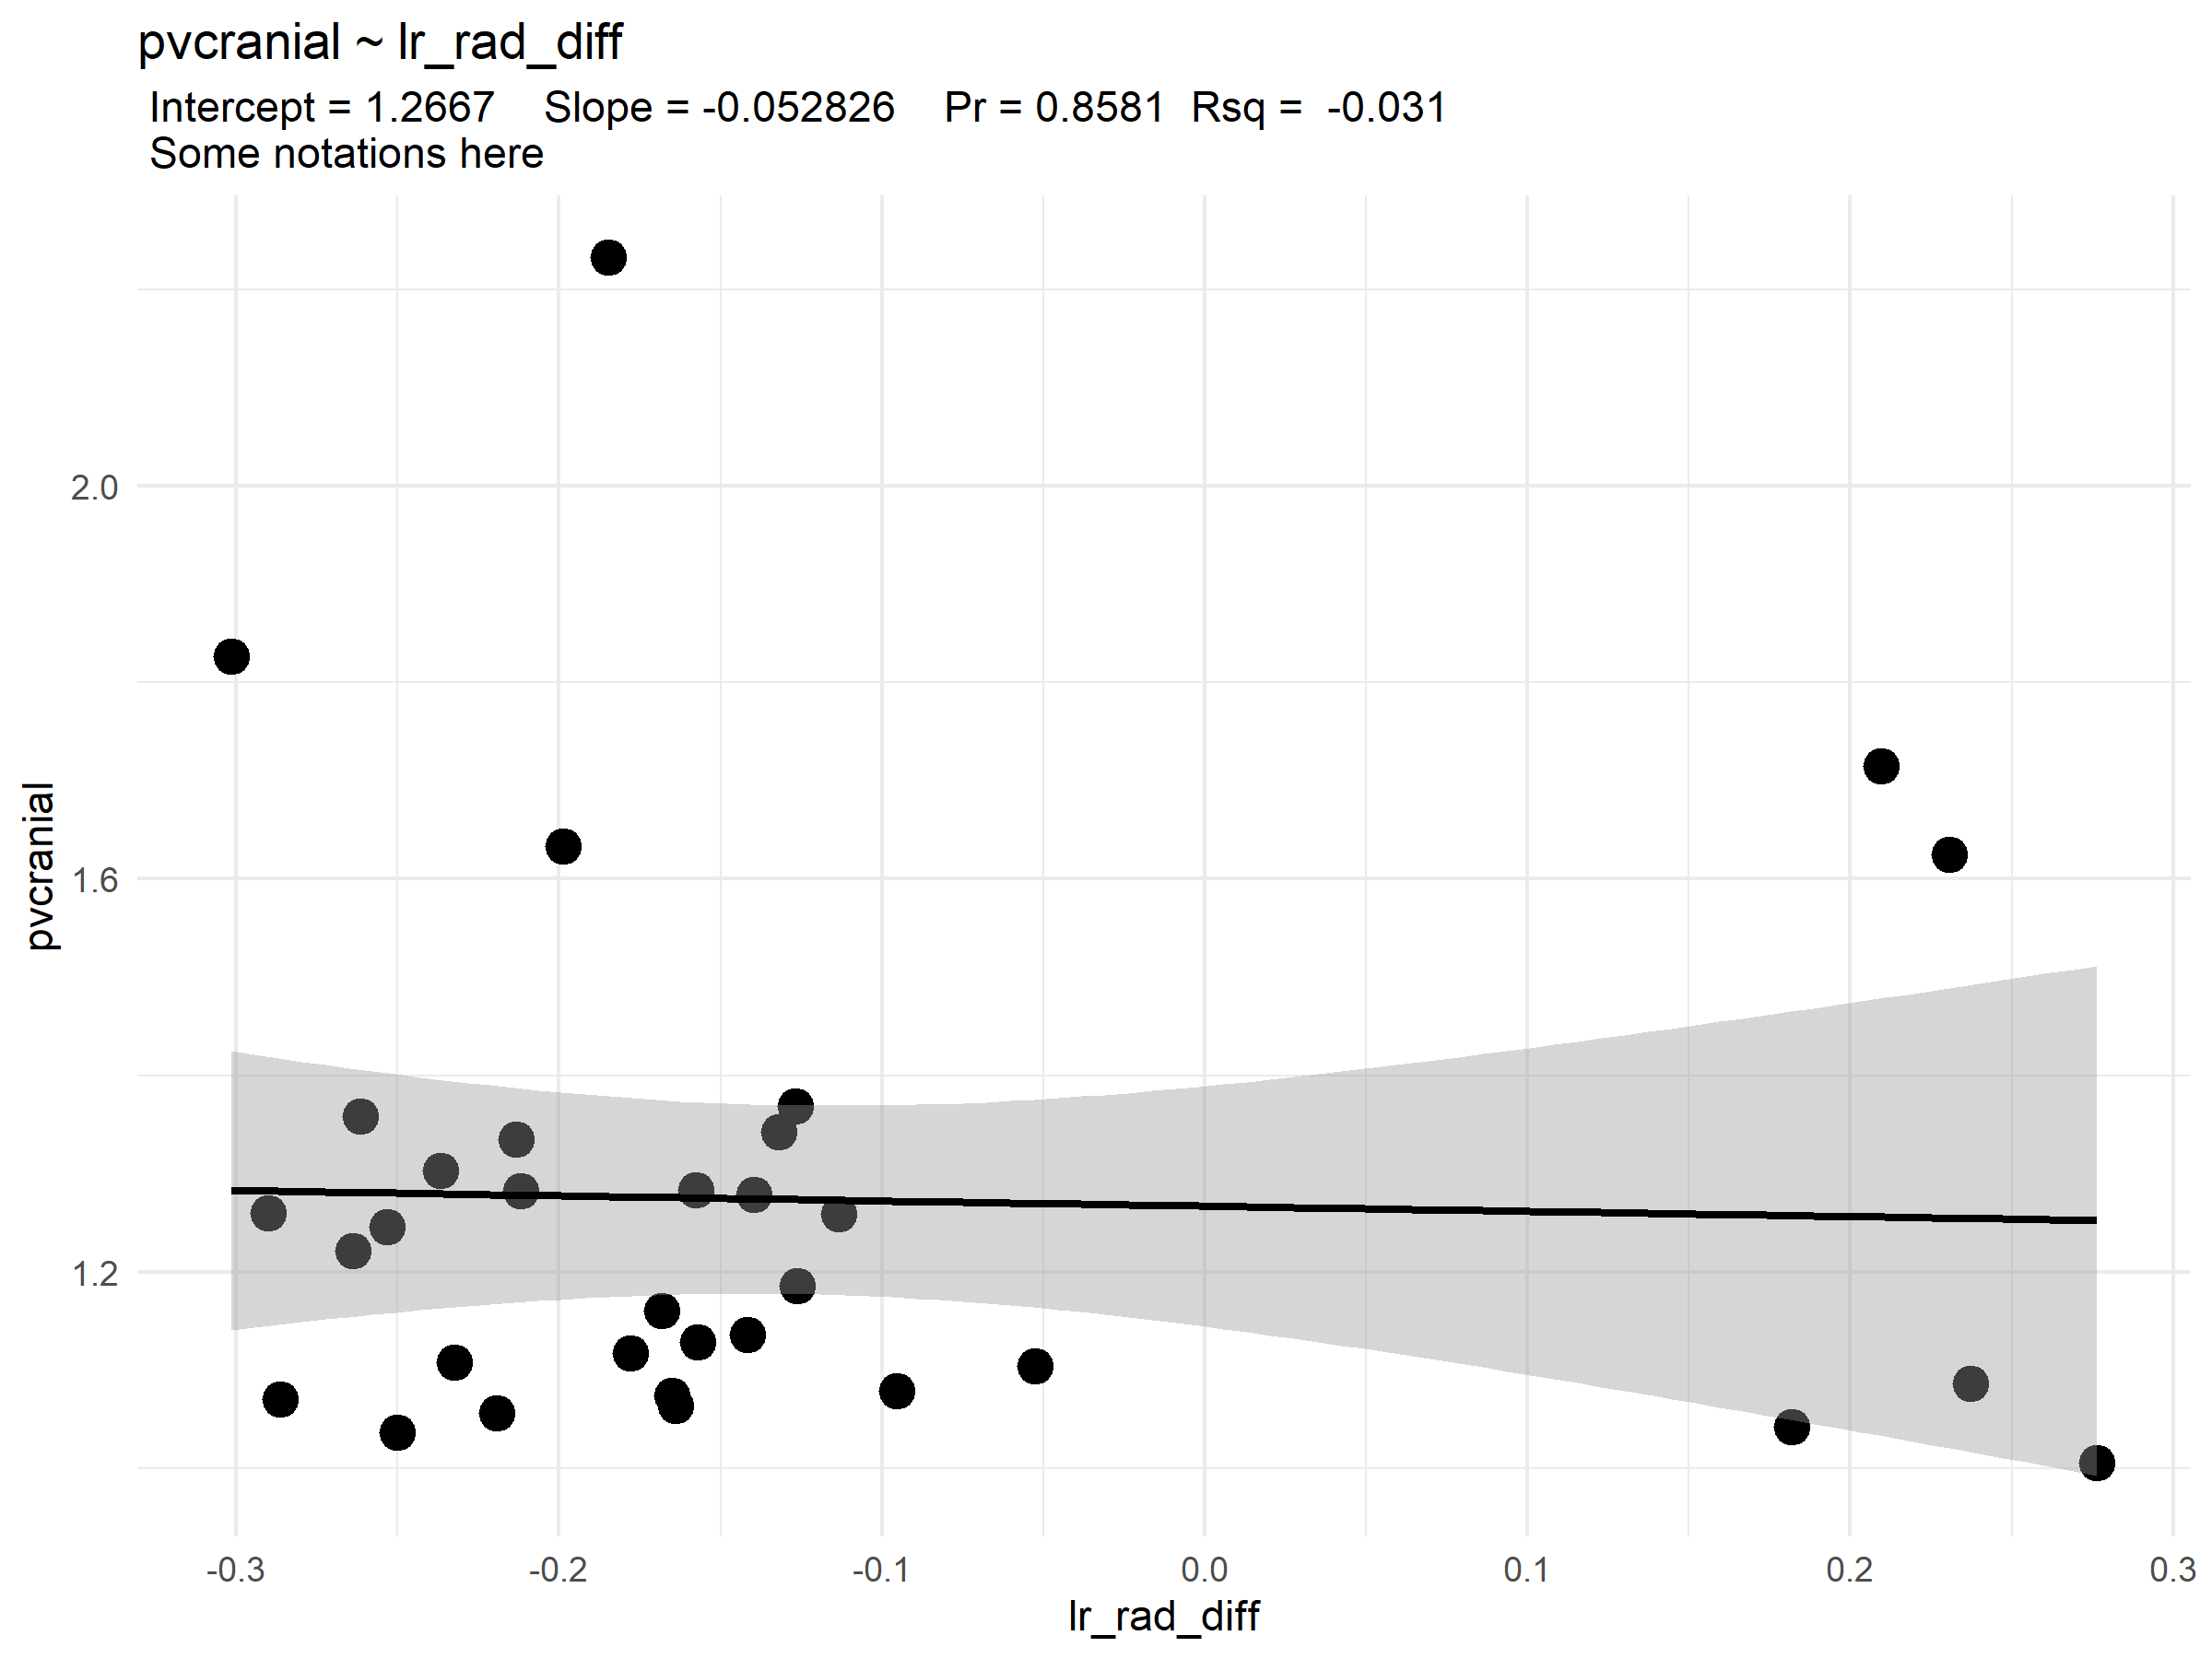 pvcranial ~ lr_rad_diff
Intercept = 1.2667 Slope = -0.052826 Pr = 0.8581 Rsq = -0.031
Some notations here
2.0
1.6
1.2
pvcranial
-0.3 -0.2 -0.1 0.0 0.1 0.2 0.3
lr_rad_diff